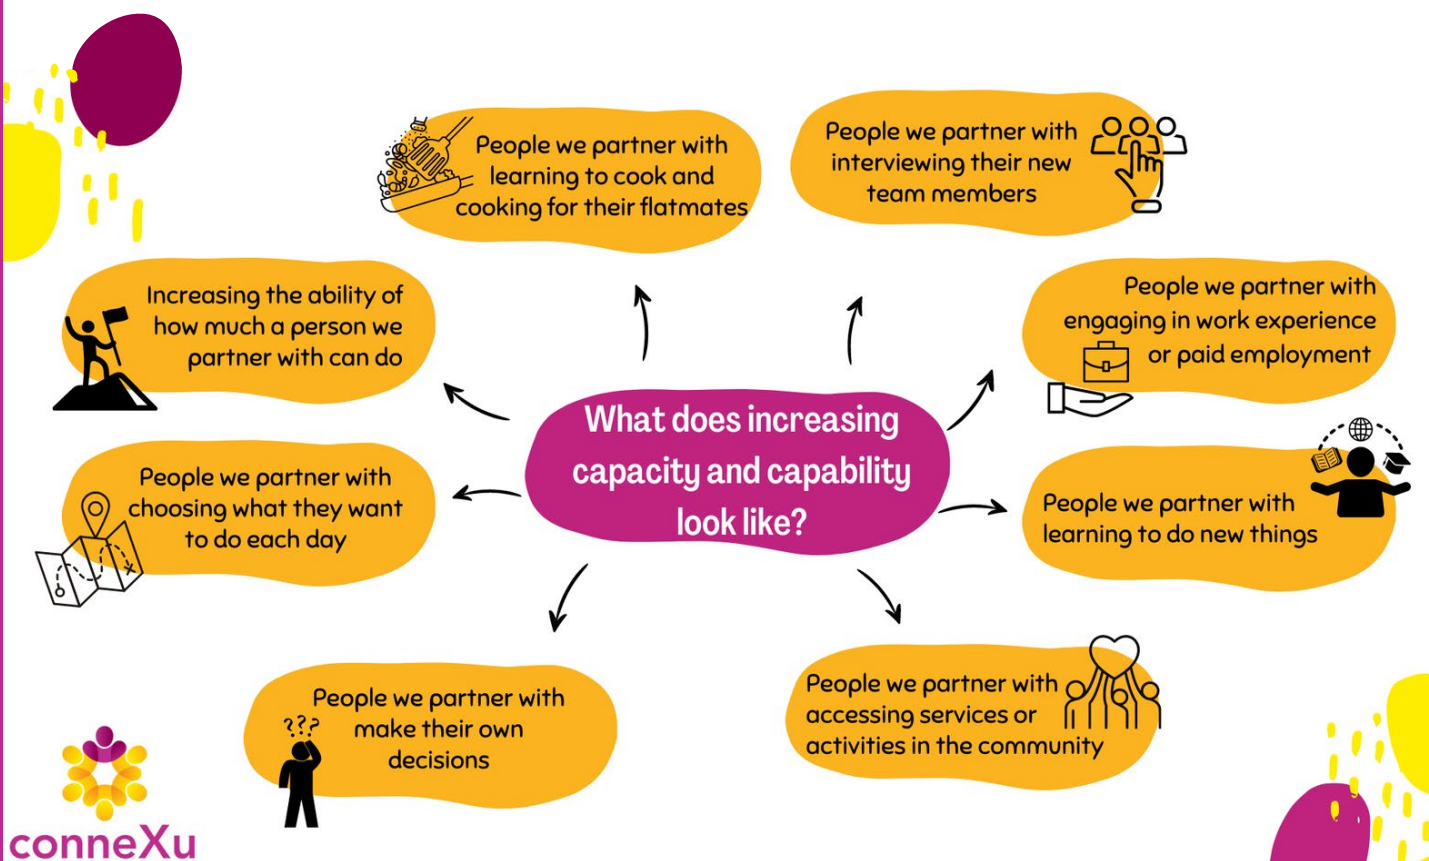 People we partner with
learning to cook and
cooking for their flatmates
People we partner with
interviewing their new
team members
Increasing the ability of
how much a person we
partner with can do
People we partner with
engaging in work experience
or paid employment
What does increasing
capacity and capability
look like?
People we partner with
choosing what they want
to do each day
People we partner with
learning to do new things
People we partner with
make their own
decisions
???
People we partner with
accessing services or
activities in the community
conneXu